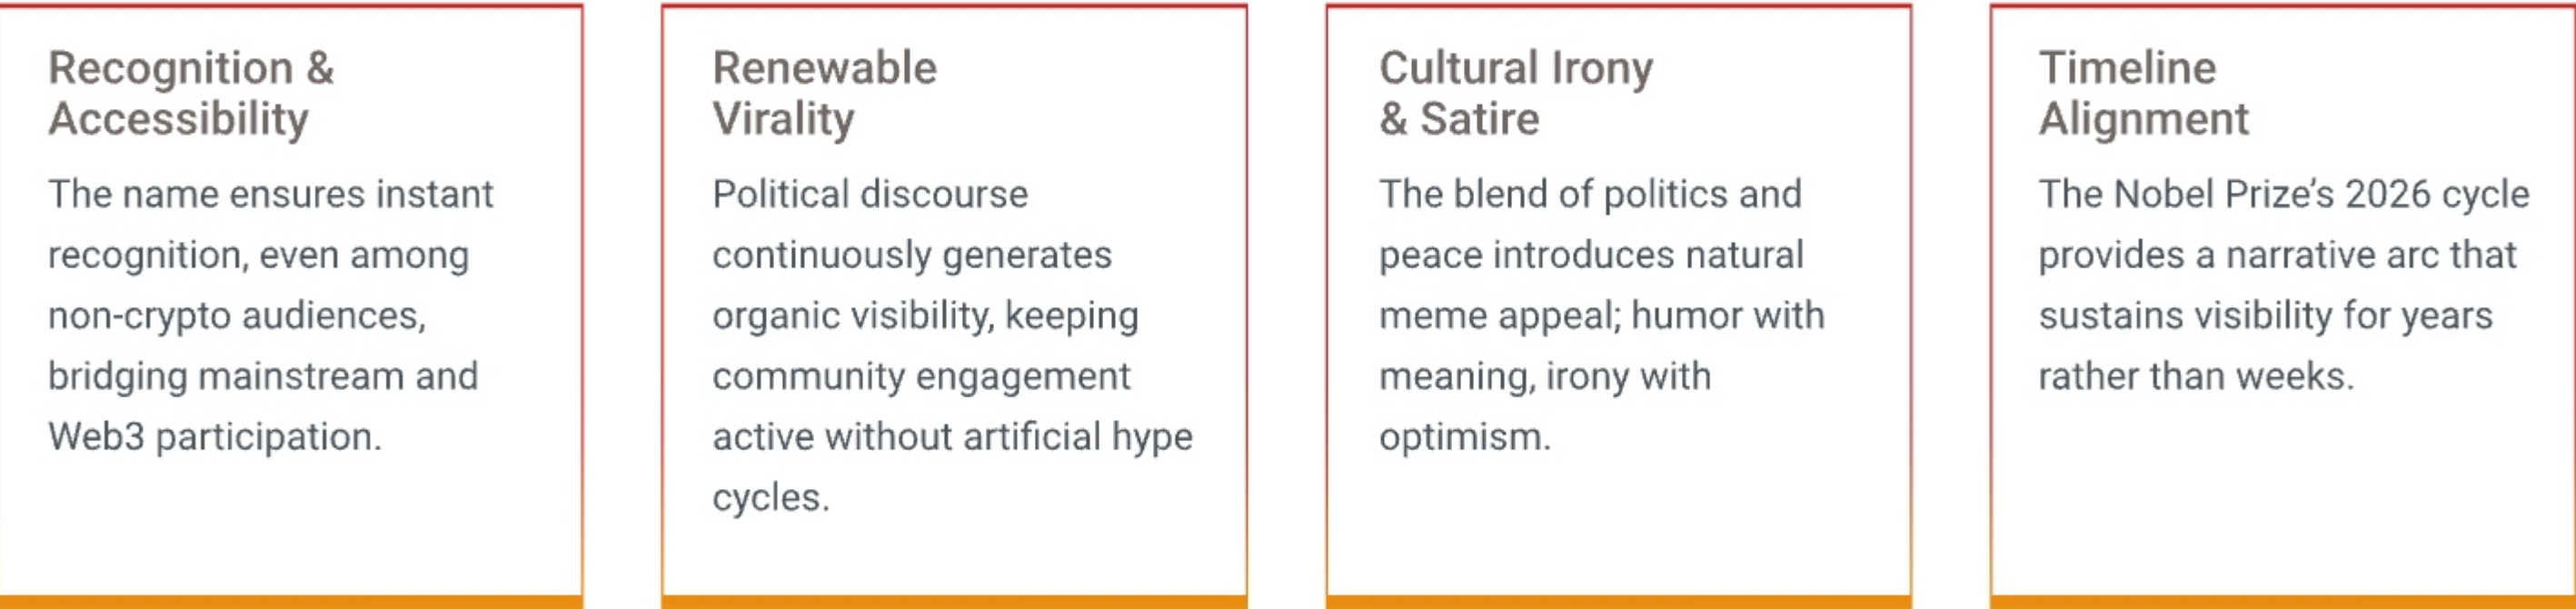 Recognition &
Accessibility
The name ensures instant
recognition, even among
non-crypto audiences,
bridging mainstream and
Web3 participation.
Renewable
Virality
Political discourse
continuously generates
organic visibility, keeping
community engagement
active without artificial hype
cycles.
Cultural Irony
& Satire
The blend of politics and
peace introduces natural
meme appeal; humor with
meaning, irony with
optimism.
Timeline
Alignment
The Nobel Prize’s 2026 cycle
provides a narrative arc that
sustains visibility for years
rather than weeks.